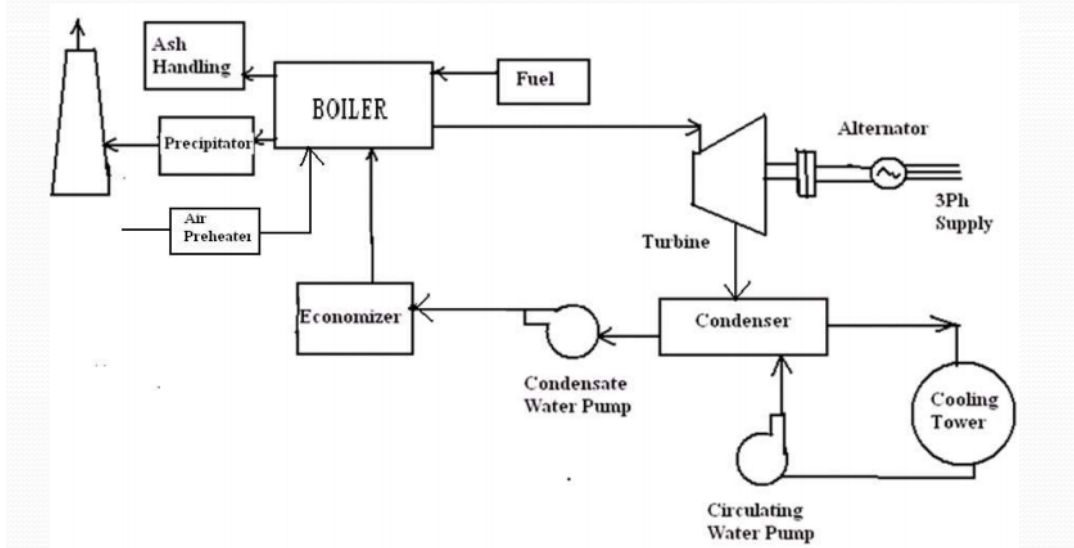 Ash
Handling
Fuel
BOILER
Alternator
Precipitator
3Ph
Supply
Air
Preheater
Turbine
Economizer
Condenser
Condensate
Water Pump
Cooling
Tower
Circulating
Water Pump